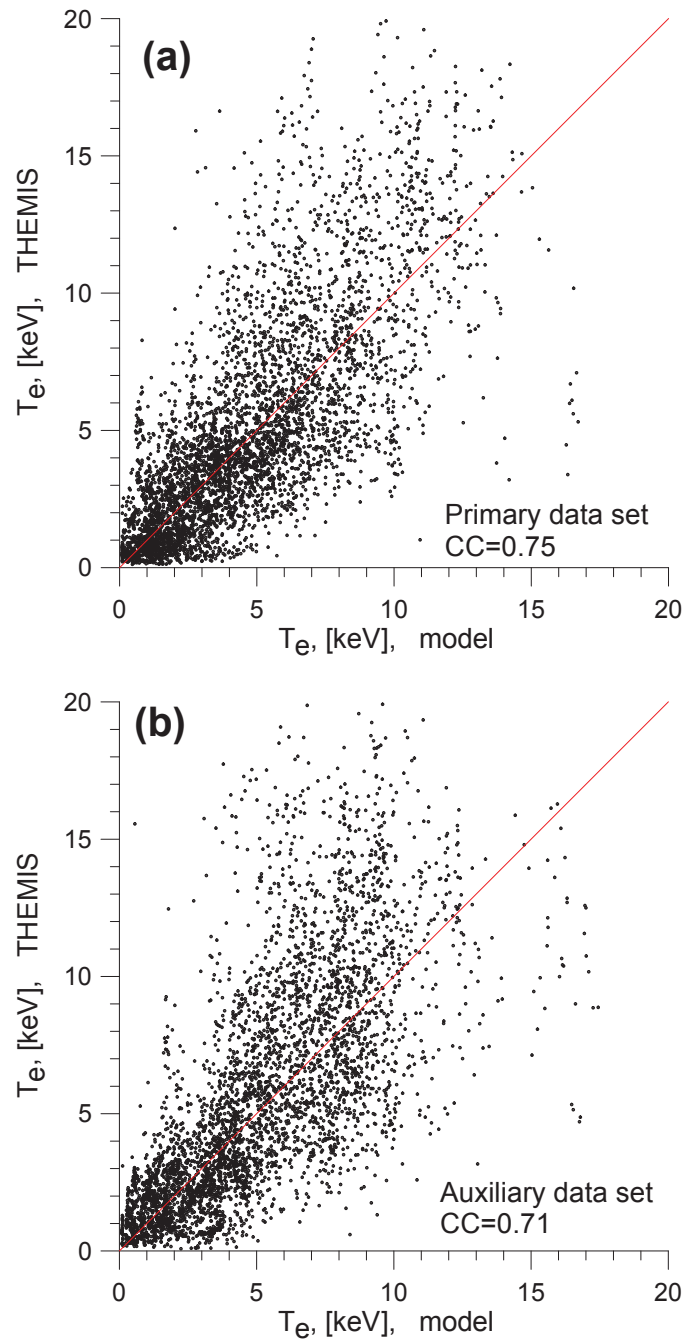 (a)
20
15
10
5
0
Te, [keV], THEMIS
Primary data set
CC=0.75
0 5 10 15 20
Te, [keV], model
(b)
20
15
10
5
0
Te, [keV], THEMIS
Auxiliary data set
CC=0.71
0 5 10 15 20
Te, [keV], model